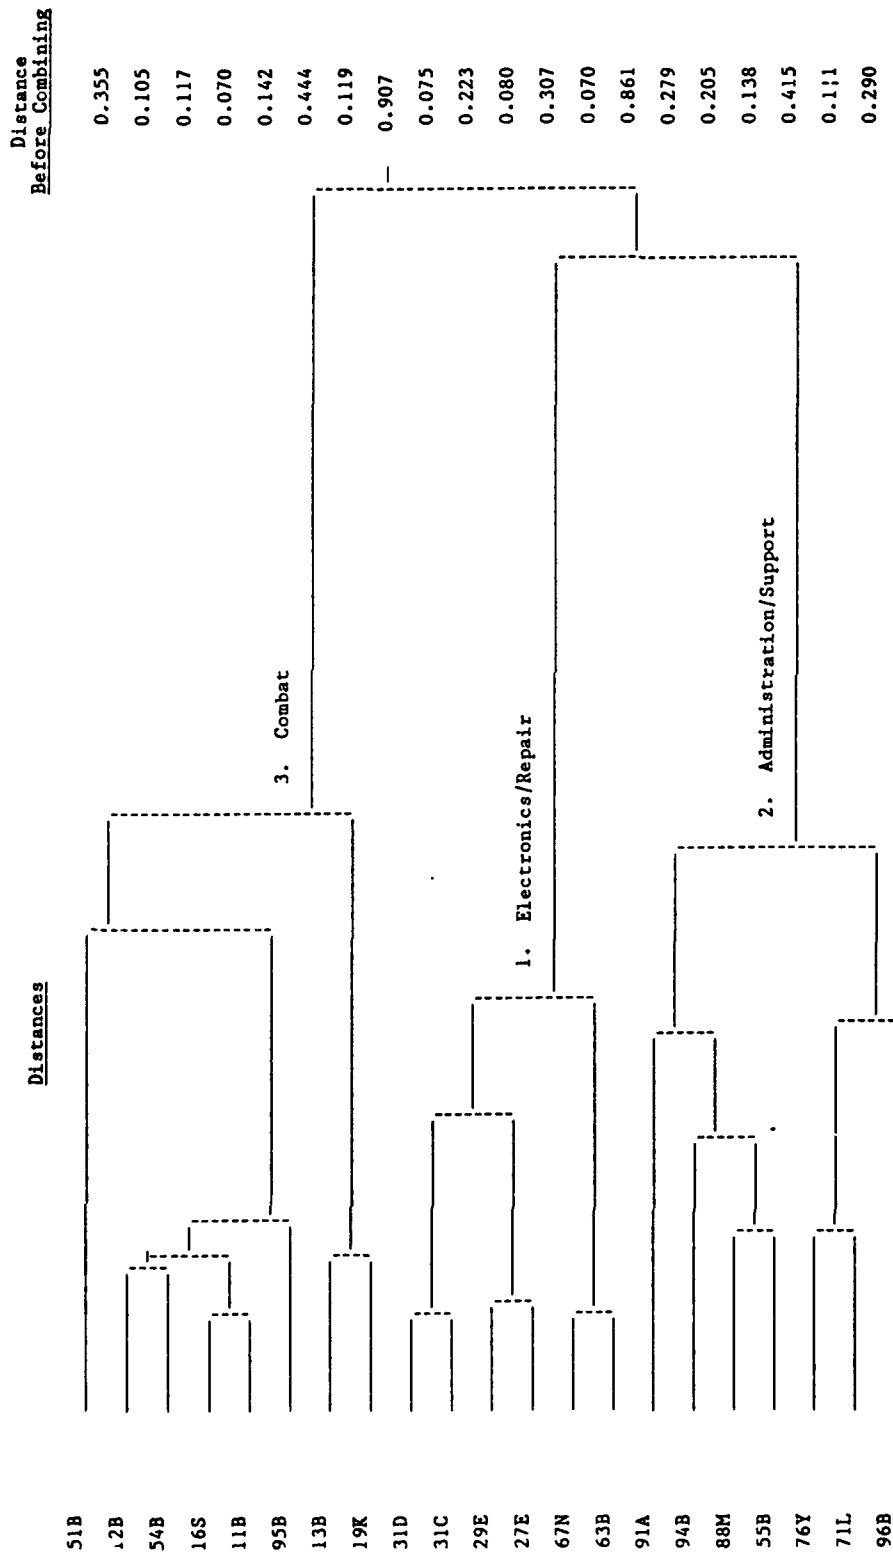 Distance
Distances Before Combining
51B
0.355
12B
0.105
54B
0.117
16S
0.070
11B
0.142
95B 3. Combat
0.444
13B
0.119
19K
0.907
31D
0.075
31C
0.223
29E
0.080
27E 1. Electronics/Repair
0.307
67N
0.070
63B
0.861
91A
0.279
94B
0.205
88M
0.138
55B 2. Administration/Support
0.415
76Y
0.111
71L
0.290
96B